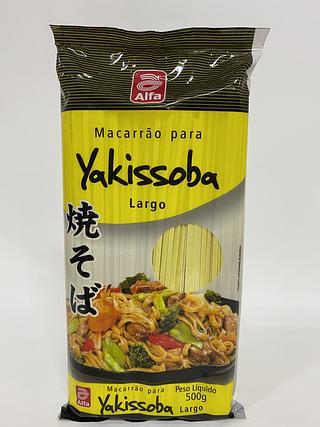 Alfa
Macarrão para
Yakissoba
Largo
焼そば
Macarrão para
Yakissoba
Largo
Peso Líquido
500g
Alfa